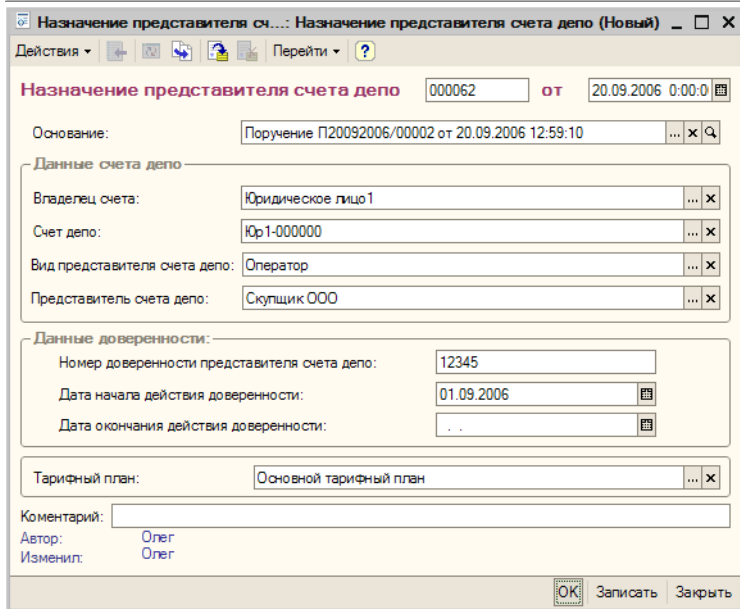 Назначение представителя сч...: Назначение представителя счета депо (Новый)
Действия Перейти ?
Назначение представителя счета депо 000062 от 20.09.2006 0:00:0
Основание: Поручение П20092006/00002 от 20.09.2006 12:59:10 ... x
Данные счета депо
Владелец счета: Юридическое лицо1 ... x
Счет депо: Юр1-000000 ... x
Вид представителя счета депо: Оператор ... x
Представитель счета депо: Скупщик ООО ... x
Данные доверенности:
Номер доверенности представителя счета депо: 12345
Дата начала действия доверенности: 01.09.2006
Дата окончания действия доверенности: . .
Тарифный план: Основной тарифный план ... x
Коментарий:
Автор: Олег
Изменил: Олег
OK Записать Закрыть